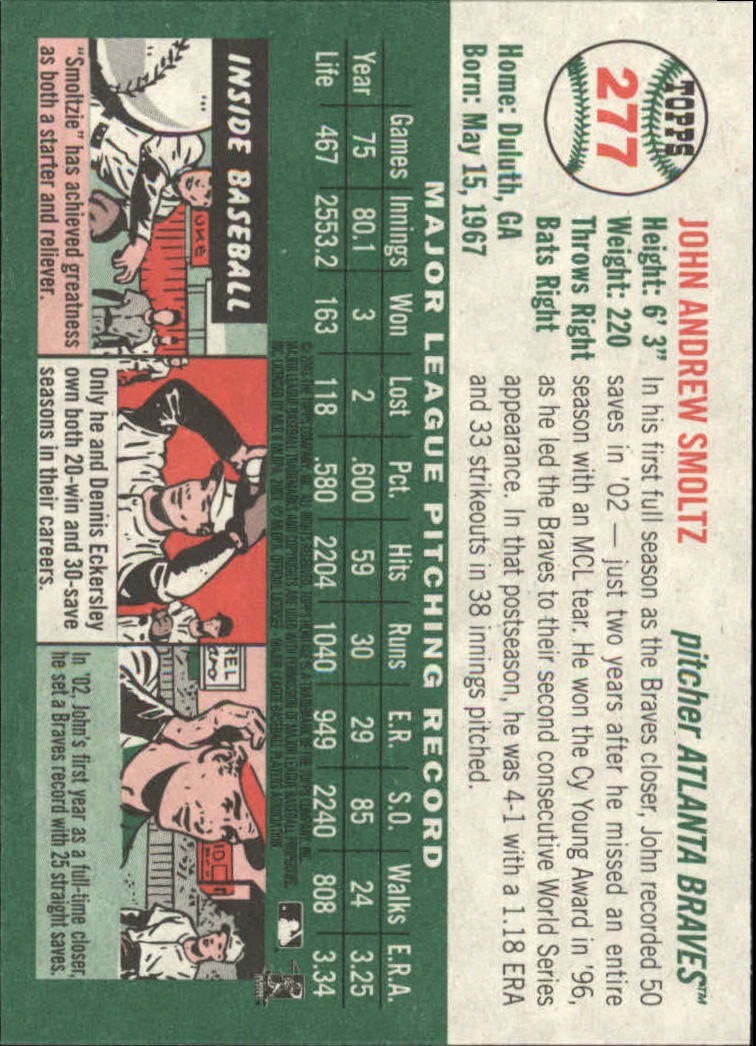 TOPPS
277
JOHN ANDREW SMOLTZ
pitcher ATLANTA BRAVES™
Height: 6' 3"
Weight: 220
Throws Right
Bats Right
Home: Duluth, GA
Born: May 15, 1967
In his first full season as the Braves closer, John recorded 50
saves in '02 — just two years after he missed an entire
season with an MCL tear. He won the Cy Young Award in '96,
as he led the Braves to their second consecutive World Series
appearance. In that postseason, he was 4-1 with a 1.18 ERA
and 33 strikeouts in 38 innings pitched.
MAJOR LEAGUE PITCHING RECORD
Games Innings Won Lost Pct. Hits Runs E.R. S.O. Walks E.R.A.
Year 75 80.1 3 2 .600 59 30 29 85 24 3.25
Life 467 2553.2 163 118 .580 2204 1040 949 2240 808 3.34
INSIDE BASEBALL
"Smoltzie" has achieved greatness
as both a starter and reliever.
Only he and Dennis Eckersley
own both 20-win and 30-save
seasons in their careers.
In '02, John's first year as a full-time closer,
he set a Braves record with 25 straight saves.